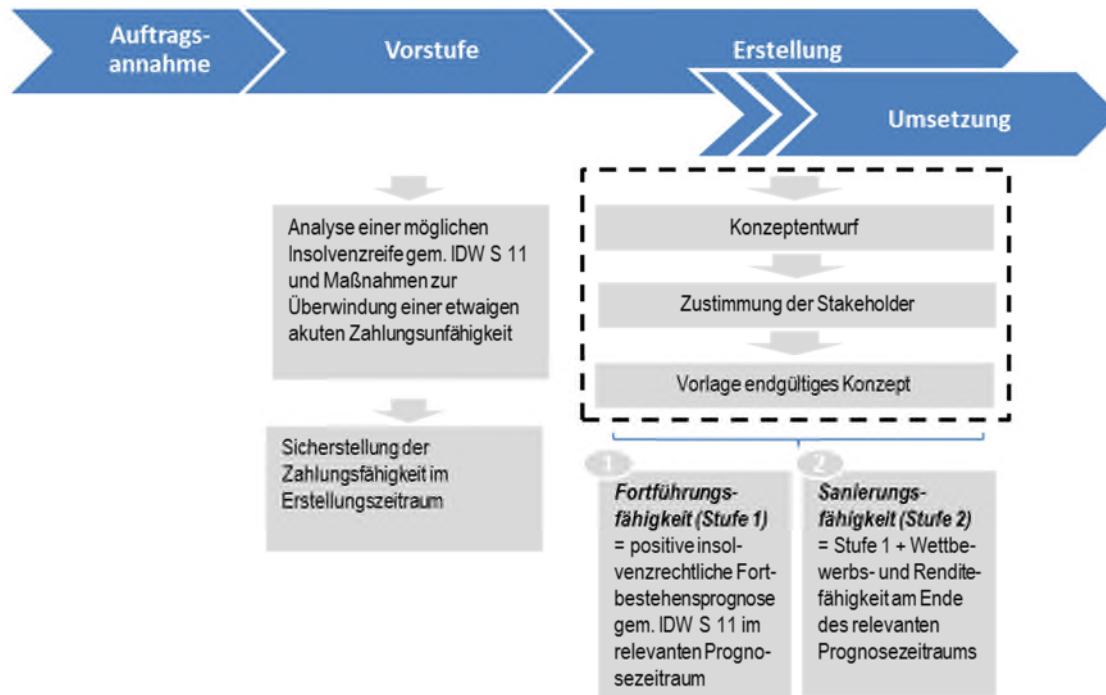 Auftrags-
annahme
Vorstufe
Erstellung
Umsetzung
Analyse einer möglichen
Insolvenzreife gem. IDW S 11
und Maßnahmen zur
Überwindung einer etwaigen
akuten Zahlungsunfähigkeit
Sicherstellung der
Zahlungsfähigkeit im
Erstellungszeitraum
Konzeptentwurf
Zustimmung der Stakeholder
Vorlage endgültiges Konzept
1
Fortführungs-
fähigkeit (Stufe 1)
= positive insol-
venzrechtliche Fort-
bestehensprognose
gem. IDW S 11 im
relevanten Progno-
sezeitraum
2
Sanierungs-
fähigkeit (Stufe 2)
= Stufe 1 + Wettbe-
werbs- und Rendite-
fähigkeit am Ende
des relevanten
Prognosezeitraums